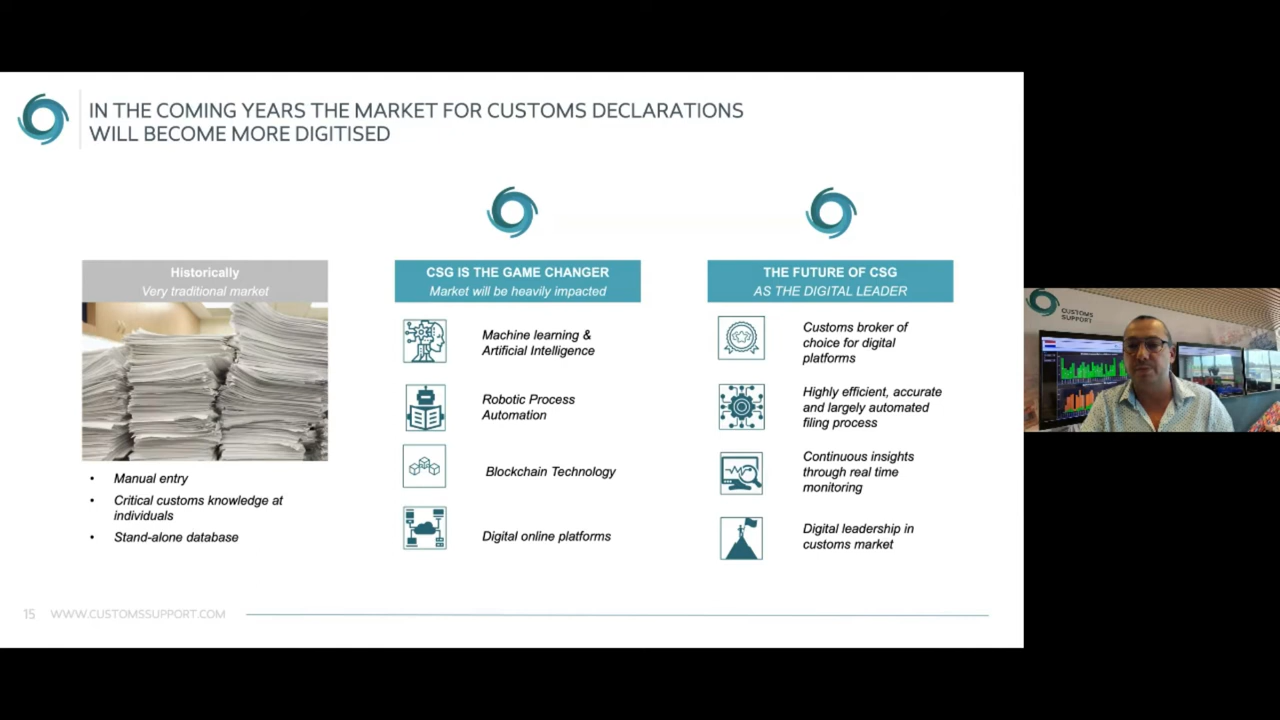 IN THE COMING YEARS THE MARKET FOR CUSTOMS DECLARATIONS
WILL BECOME MORE DIGITISED
Historically
Very traditional market
• Manual entry
• Critical customs knowledge at
individuals
• Stand-alone database
CSG IS THE GAME CHANGER
Market will be heavily impacted
Machine learning &
Artificial Intelligence
Robotic Process
Automation
Blockchain Technology
Digital online platforms
THE FUTURE OF CSG
AS THE DIGITAL LEADER
Customs broker of
choice for digital
platforms
Highly efficient, accurate
and largely automated
filing process
Continuous insights
through real time
monitoring
Digital leadership in
customs market
15 WWW.CUSTOMSSUPPORT.COM
CUSTOMS
SUPPORT